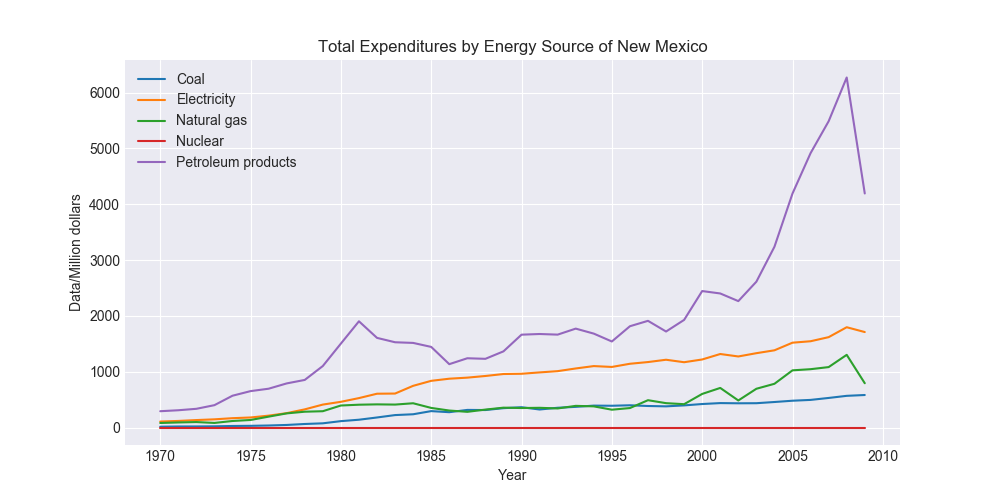 Total Expenditures by Energy Source of New Mexico
Coal
Electricity
Natural gas
Nuclear
Petroleum products
Data/Million dollars
6000
5000
4000
3000
2000
1000
0
1970 1975 1980 1985 1990 1995 2000 2005 2010
Year